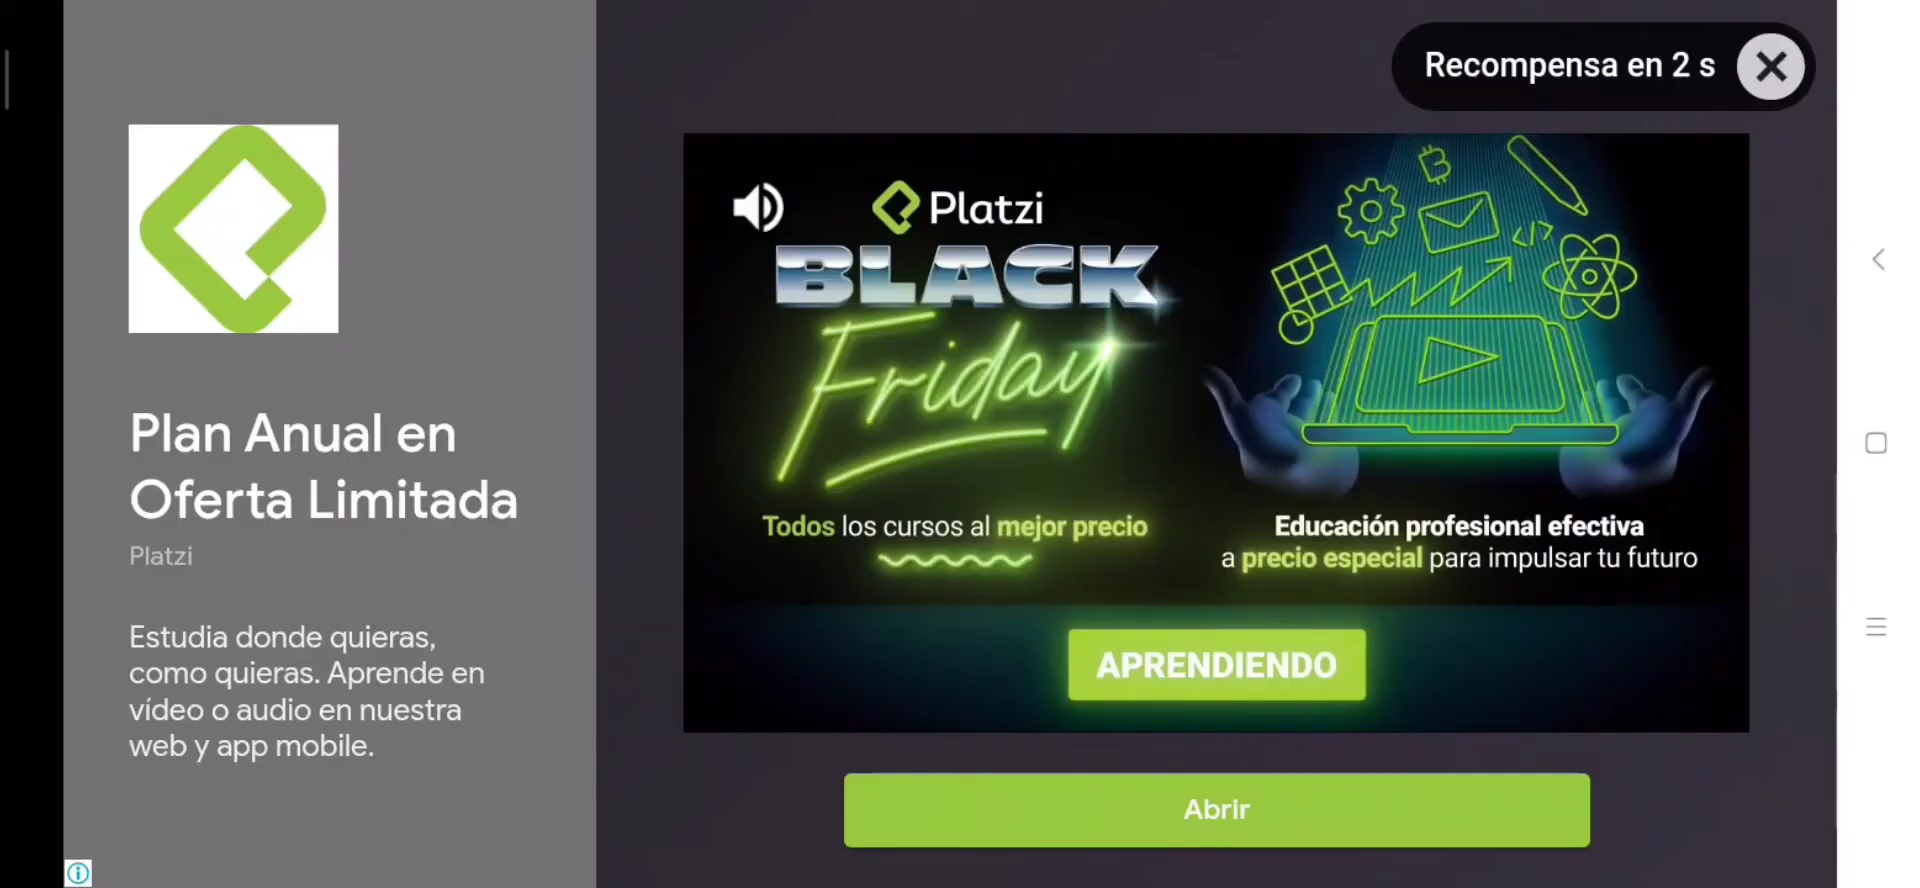 Recompensa en 2 s
Plan Anual en
Oferta Limitada
Platzi
Estudia donde quieras,
como quieras. Aprende en
vídeo o audio en nuestra
web y app mobile.
Platzi
BLACK
Friday
Todos los cursos al mejor precio
Educación profesional efectiva
a precio especial para impulsar tu futuro
APRENDIENDO
Abrir